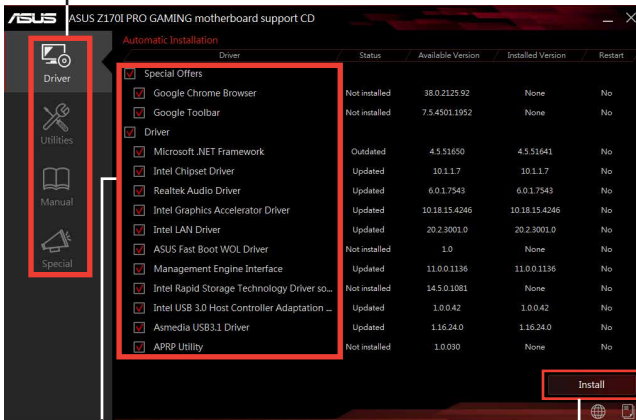 ASUS ASUS Z170I PRO GAMING motherboard support CD
Automatic Installation
Driver Status Available Version Installed Version Restart
Special Offers
Google Chrome Browser Not installed 38.0.2125.92 None No
Google Toolbar Not installed 7.5.4501.1952 None No
Driver
Microsoft .NET Framework Outdated 4.5.51650 4.5.51641 No
Intel Chipset Driver Updated 10.1.1.7 10.1.1.7 No
Realtek Audio Driver Updated 6.0.1.7543 6.0.1.7543 No
Intel Graphics Accelerator Driver Updated 10.18.15.4246 10.18.15.4246 No
Intel LAN Driver Updated 20.2.3001.0 20.2.3001.0 No
ASUS Fast Boot WOL Driver Not installed 1.0 None No
Management Engine Interface Updated 11.0.0.1136 11.0.0.1136 No
Intel Rapid Storage Technology Driver so... Not installed 14.5.0.1081 None No
Intel USB 3.0 Host Controller Adaptation ... Updated 1.0.0.42 1.0.0.42 No
Asmedia USB3.1 Driver Updated 1.16.24.0 1.16.24.0 No
APRP Utility Not installed 1.0.030 None No
Driver
Utilities
Manual
Special
Install